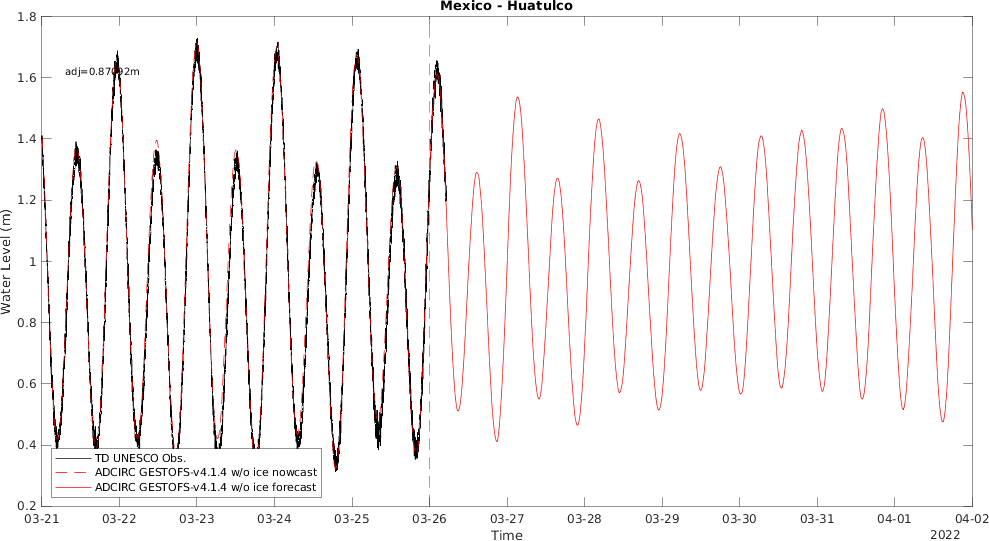 Mexico - Huatulco
1.8
1.6
1.4
1.2
1
0.8
0.6
0.4
0.2
Water Level (m)
adj=0.87092m
TD UNESCO Obs.
ADCIRC GESTOFS-v4.1.4 w/o ice nowcast
ADCIRC GESTOFS-v4.1.4 w/o ice forecast
03-21 03-22 03-23 03-24 03-25 03-26 03-27 03-28 03-29 03-30 03-31 04-01 04-02
Time
2022